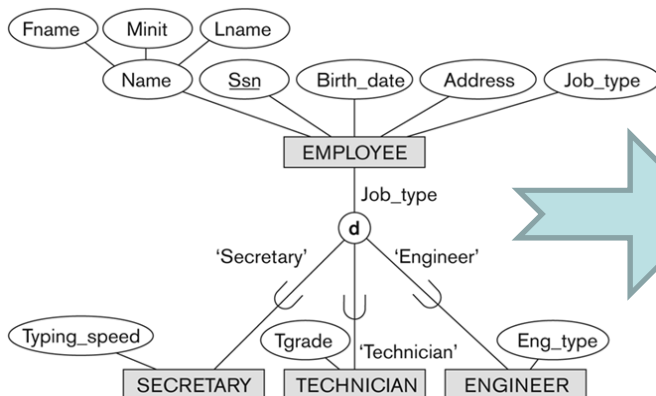 Fname Minit Lname
Name Ssn Birth_date Address Job_type
EMPLOYEE
Job_type
d
‘Secretary’ ‘Engineer’
Typing_speed Tgrade ‘Technician’ Eng_type
SECRETARY TECHNICIAN ENGINEER